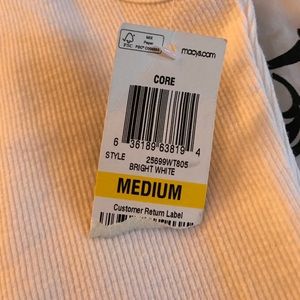 FSC
MIX
Paper
macys.com
CORE
6 36189 63819 4
STYLE 25699WT805
BRIGHT WHITE
MEDIUM
Customer Return Label